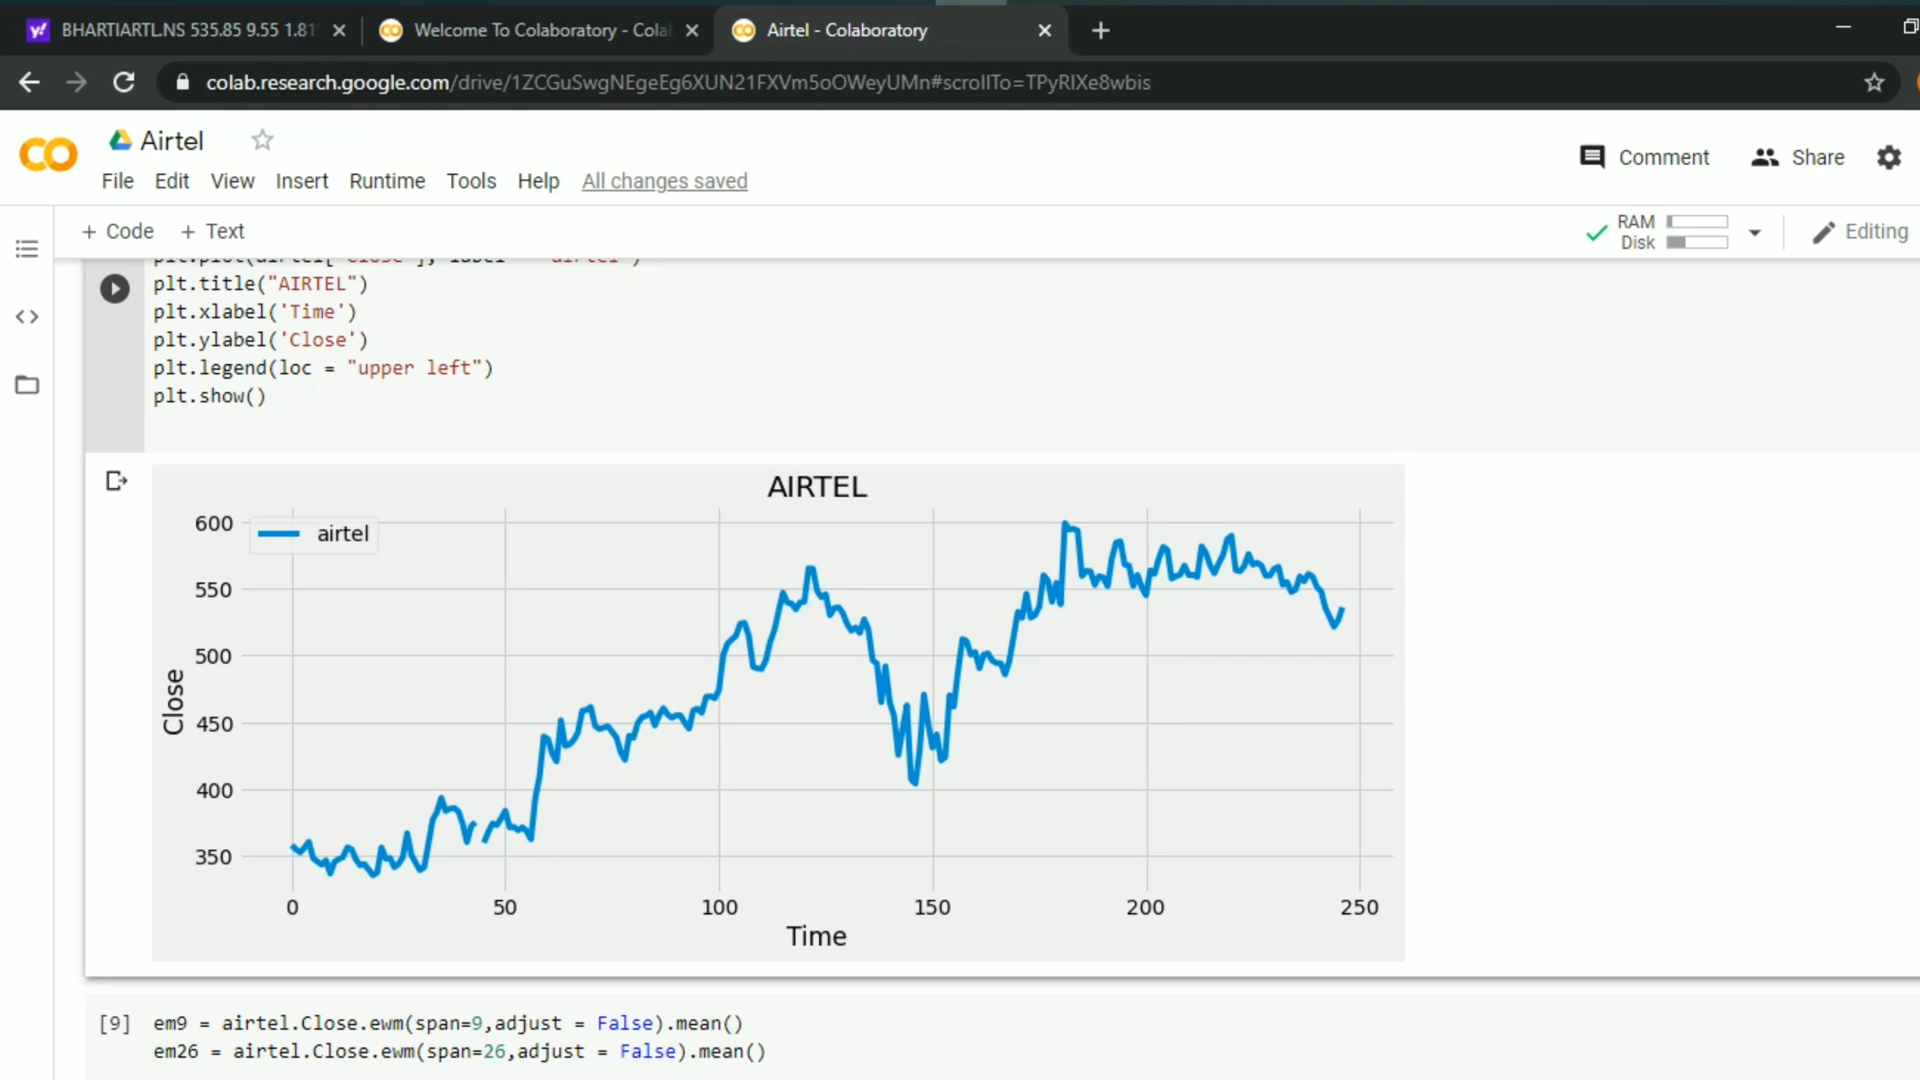 BHARTIARTL.NS 535.85 9.55 1.81
Welcome To Colaboratory - Cola
Airtel - Colaboratory
colab.research.google.com/drive/1ZCGuSwgNEgeEg6XUN21FXVm5oOWeyUMn#scrollTo=TPyRIXe8wbis
Airtel
Comment
Share
File Edit View Insert Runtime Tools Help All changes saved
+ Code + Text
RAM
Disk
Editing
plt.title("AIRTEL")
plt.xlabel('Time')
plt.ylabel('Close')
plt.legend(loc = "upper left")
plt.show()
AIRTEL
airtel
Close
600
550
500
450
400
350
0 50 100 150 200 250
Time
[9] em9 = airtel.Close.ewm(span=9,adjust = False).mean()
em26 = airtel.Close.ewm(span=26,adjust = False).mean()